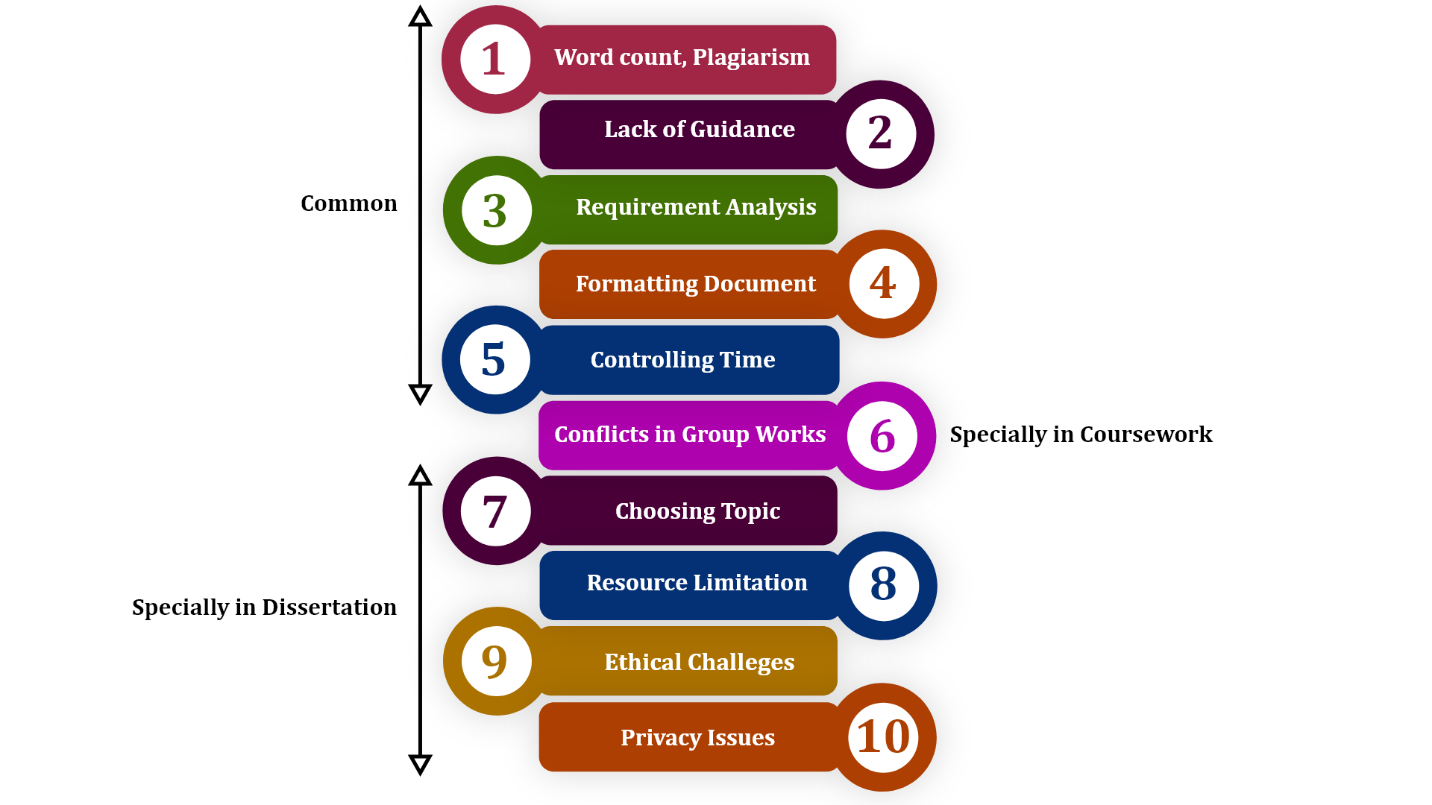 1 Word count, Plagiarism
Lack of Guidance 2
Common
3 Requirement Analysis
Formatting Document 4
5 Controlling Time
Conflicts in Group Works 6 Specially in Coursework
7 Choosing Topic
Resource Limitation 8
Specially in Dissertation
9 Ethical Challeges
Privacy Issues 10